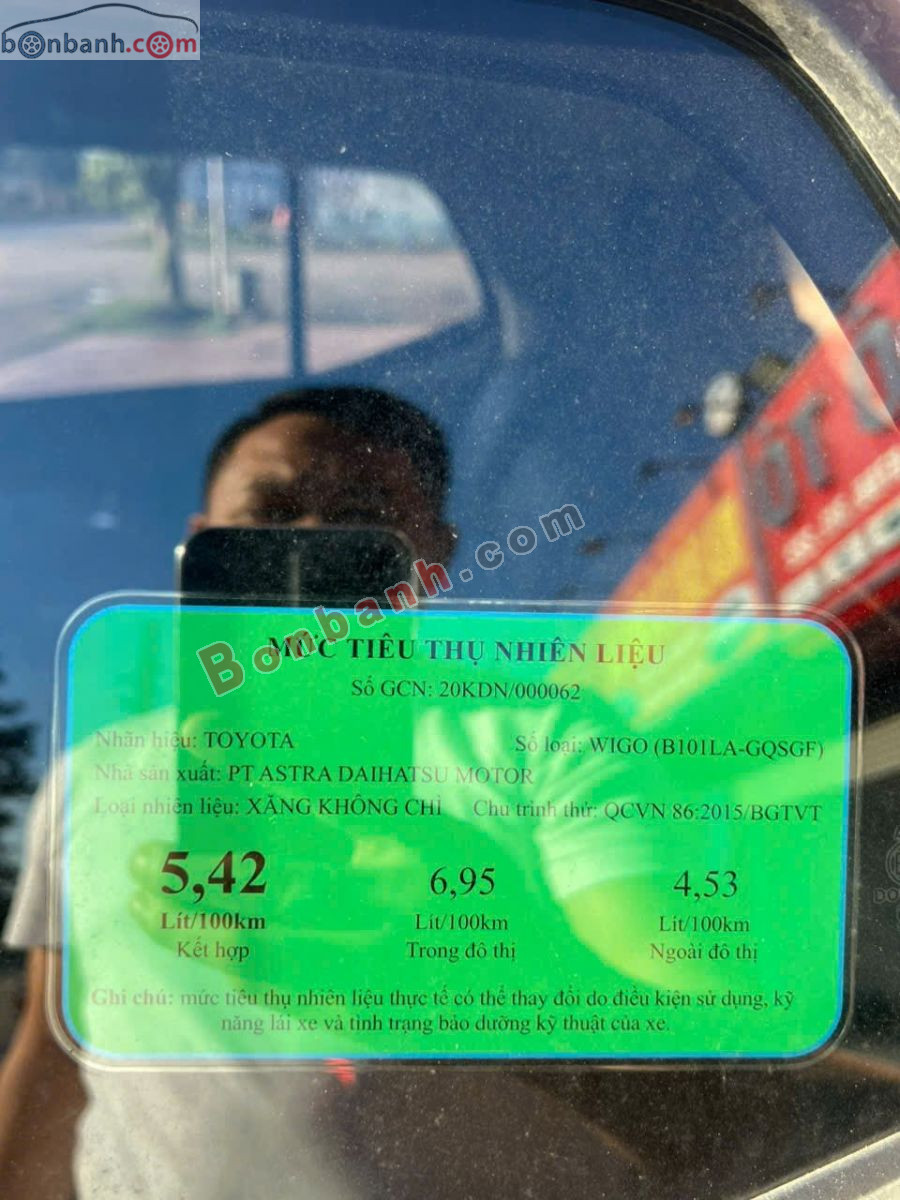 bonbanh.com
ỘT Ô
Bonbanh.com
MỨC TIÊU THỤ NHIÊN LIỆU
Số GCN: 20KDN/000062
Nhãn hiệu: TOYOTA Số loại: WIGO (B101LA-GQSGF)
Nhà sản xuất: PT ASTRA DAIHATSU MOTOR
Loại nhiên liệu: XĂNG KHÔNG CHÌ Chu trình thử: QCVN 86:2015/BGTVT
5,42 6,95 4,53
Lít/100km Lít/100km Lít/100km
Kết hợp Trong đô thị Ngoài đô thị
Ghi chú: mức tiêu thụ nhiên liệu thực tế có thể thay đổi do điều kiện sử dụng, kỹ
năng lái xe và tình trạng bảo dưỡng kỹ thuật của xe.